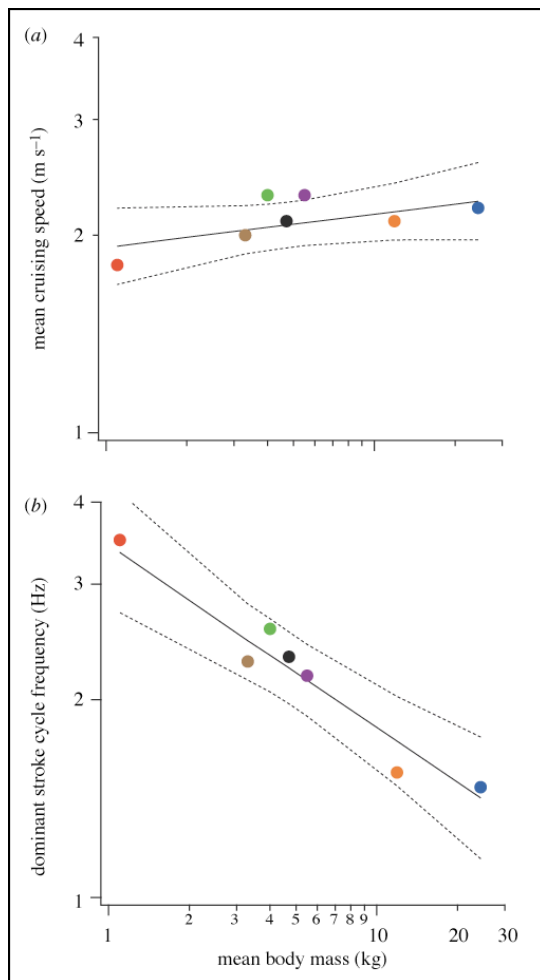 (a)
4
3
2
1
mean cruising speed (m s⁻¹)
(b)
4
3
2
1
dominant stroke cycle frequency (Hz)
1 2 3 4 5 6 7 8 9 10 20 30
mean body mass (kg)